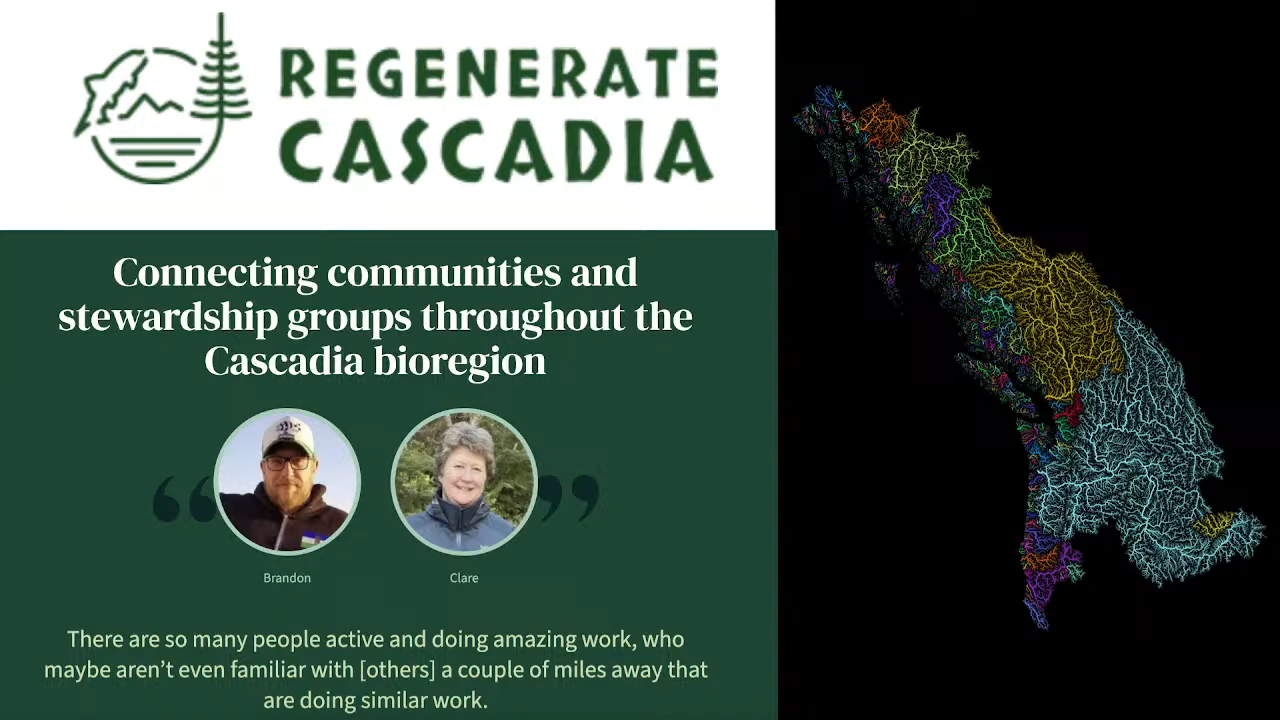 REGENERATE
CASCADIA
Connecting communities and
stewardship groups throughout the
Cascadia bioregion
“ ”
Brandon
Clare
There are so many people active and doing amazing work, who
maybe aren’t even familiar with [others] a couple of miles away that
are doing similar work.